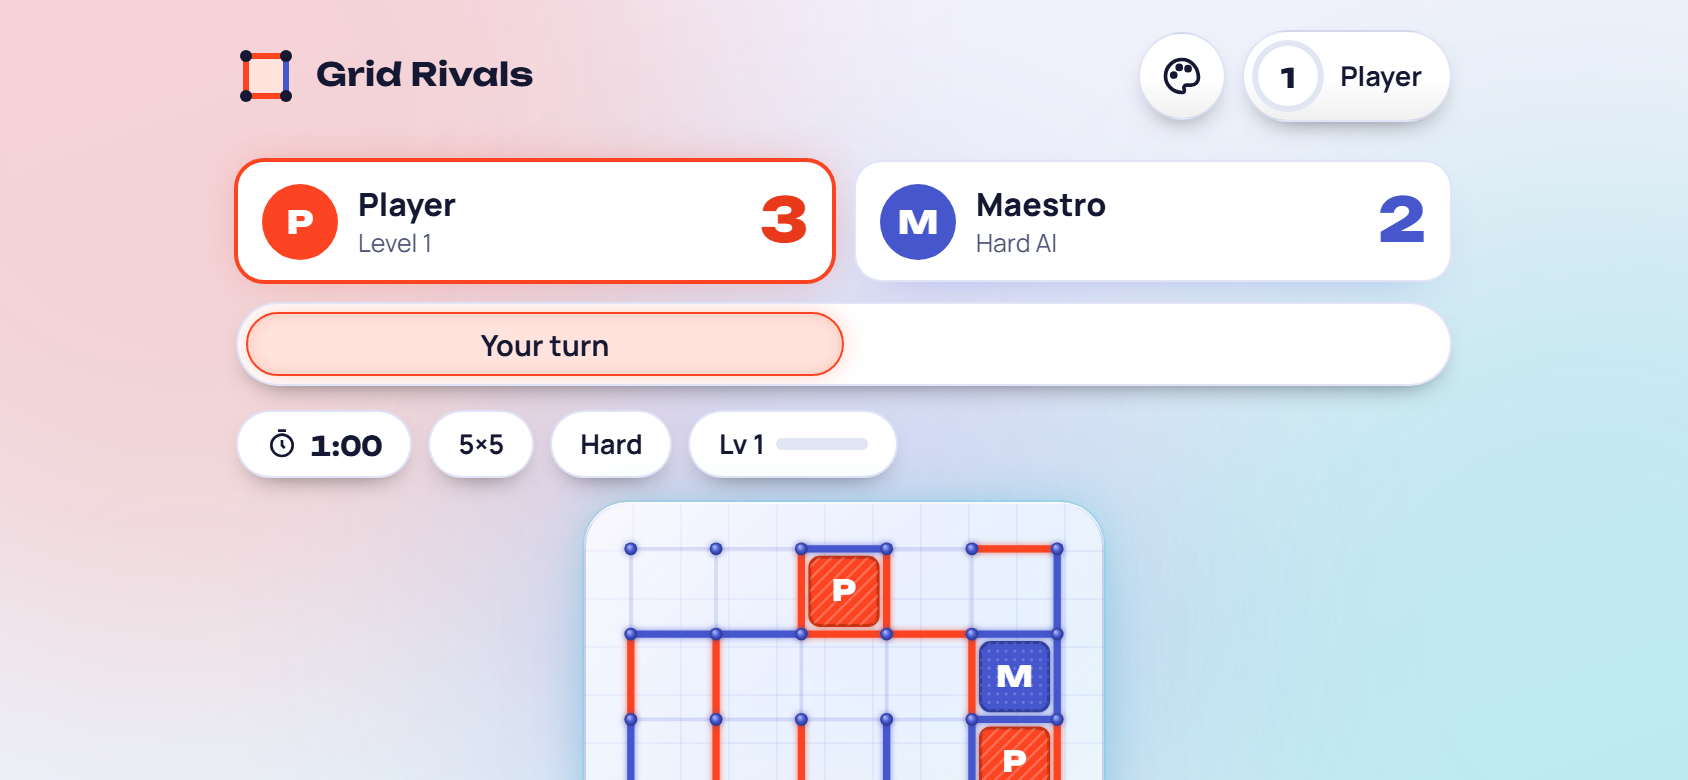 Grid Rivals
1 Player
P Player 3
Level 1
M Maestro 2
Hard AI
Your turn
1:00 5×5 Hard Lv 1
P
M
P